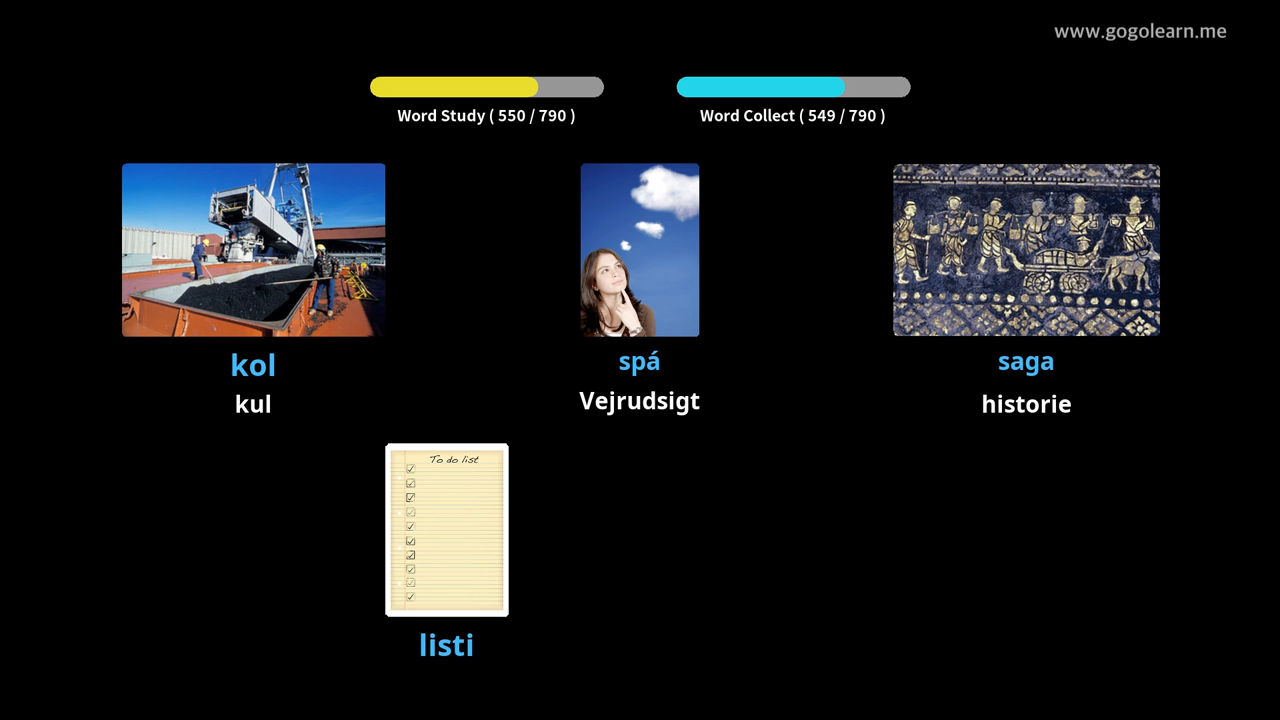 www.gogolearn.me
Word Study ( 550 / 790 )
Word Collect ( 549 / 790 )
kol
spá
saga
kul
Vejrudsigt
historie
To do list
listi